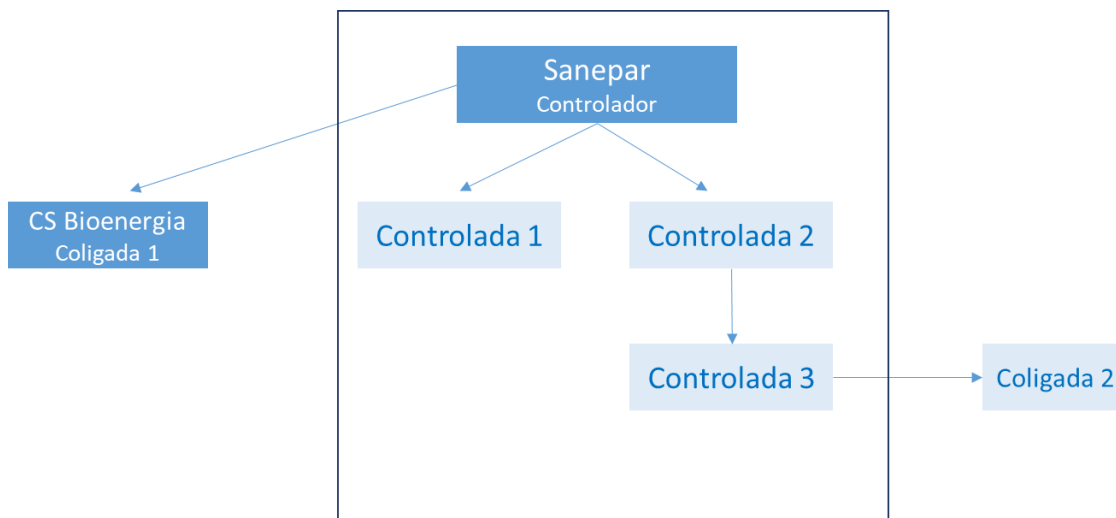 Sanepar
Controlador
CS Bioenergia
Coligada 1
Controlada 1
Controlada 2
Controlada 3
Coligada 2